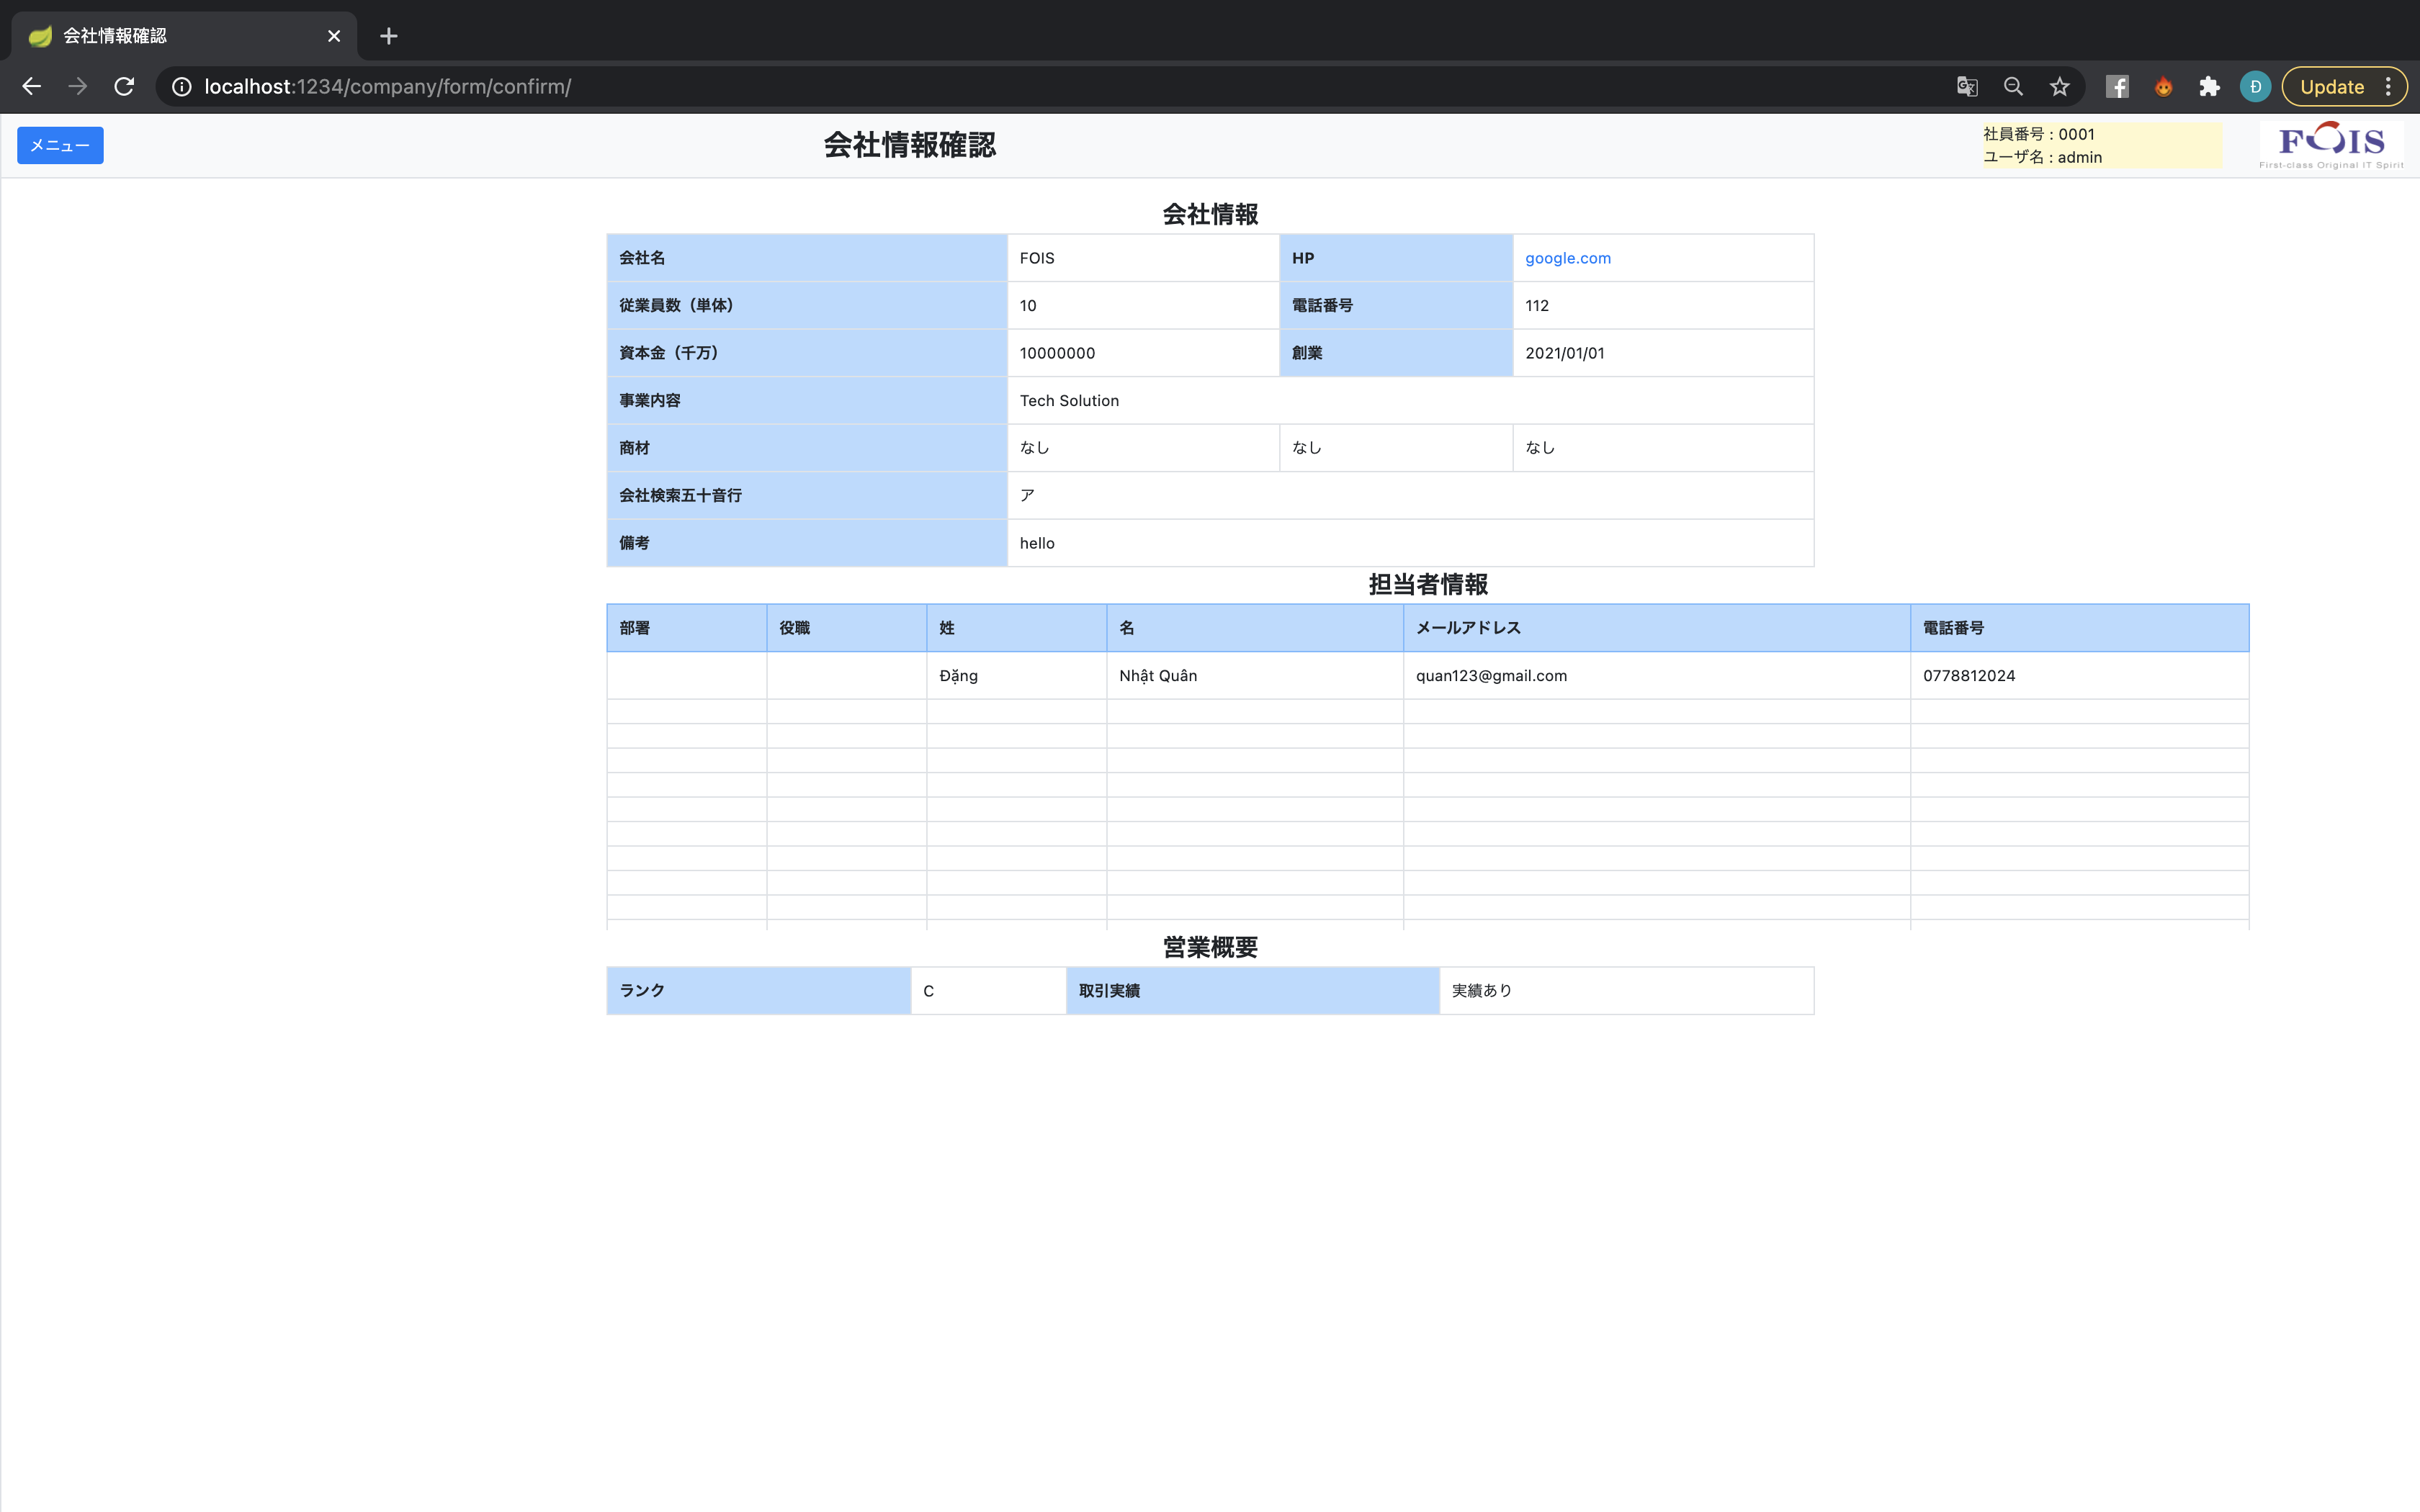 会社情報確認
localhost:1234/company/form/confirm/
Đ
Update
メニュー
会社情報確認
社員番号 : 0001
ユーザ名 : admin
FOIS
First-class Original IT Spirit
会社情報
会社名 FOIS HP google.com
従業員数（単体） 10 電話番号 112
資本金（千万） 10000000 創業 2021/01/01
事業内容 Tech Solution
商材 なし なし なし
会社検索五十音行 ア
備考 hello
担当者情報
部署 役職 姓 名 メールアドレス 電話番号
Đặng Nhật Quân quan123@gmail.com 0778812024
営業概要
ランク C 取引実績 実績あり